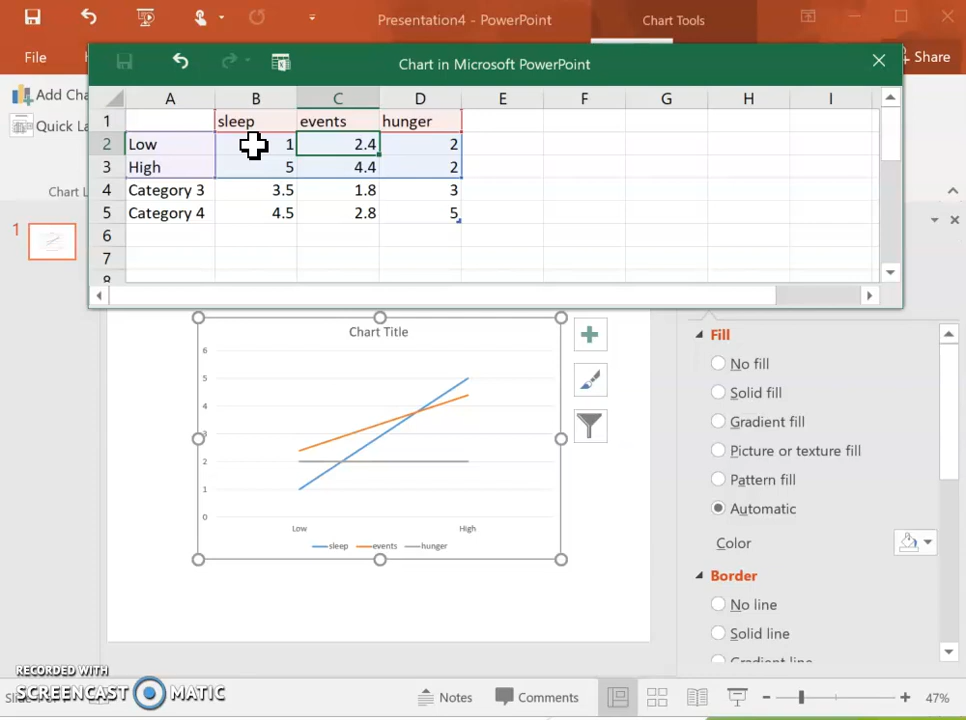 Presentation4 - PowerPoint
Chart Tools
File
Share
Add Cha
Quick La
Chart L
Chart in Microsoft PowerPoint
A B C D E F G H I
1 sleep events hunger
2 Low 1 2.4 2
3 High 5 4.4 2
4 Category 3 3.5 1.8 3
5 Category 4 4.5 2.8 5
6
7
8
1
Chart Title
6
5
4
3
2
1
0
Low High
sleep events hunger
Fill
No fill
Solid fill
Gradient fill
Picture or texture fill
Pattern fill
Automatic
Color
Border
No line
Solid line
Gradient line
RECORDED WITH
SCREENCAST MATIC
Notes
Comments
47%